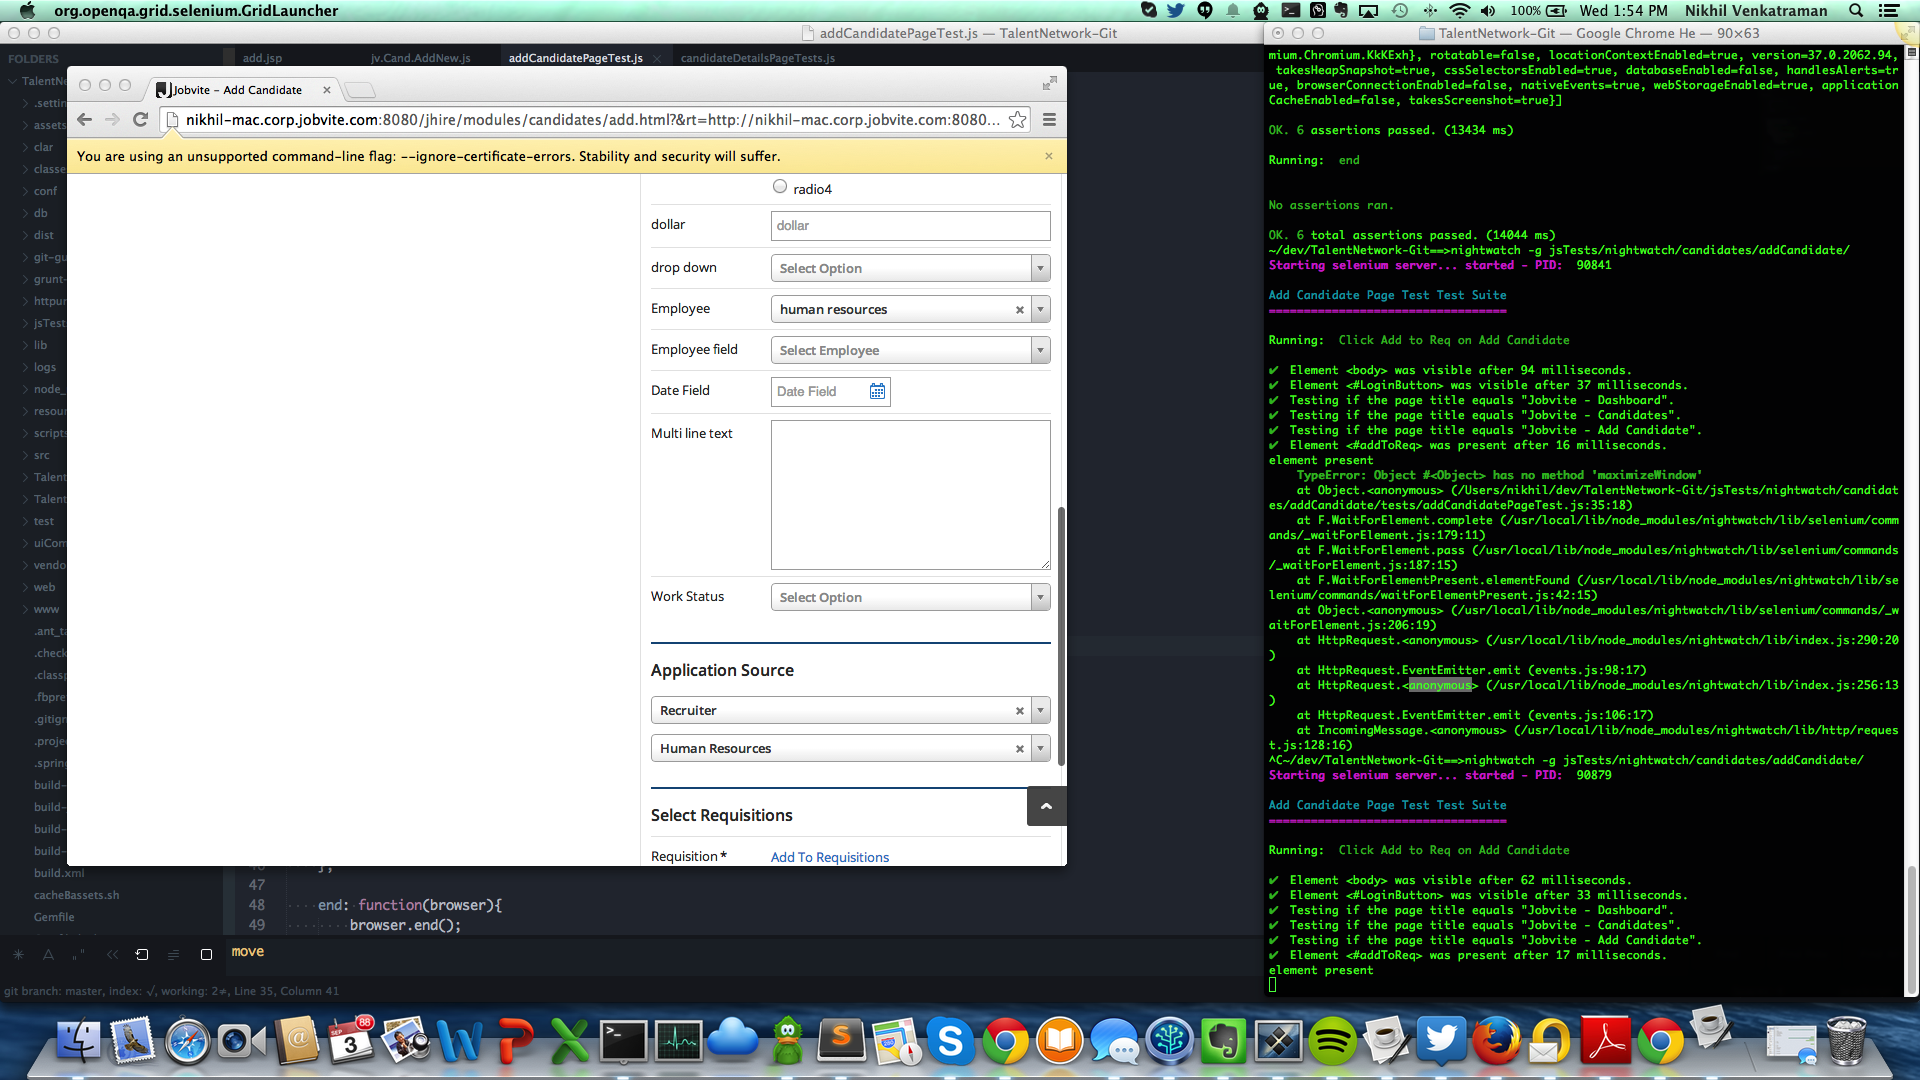 org.openqa.grid.selenium.GridLauncher
100%
Wed 1:54 PM
Nikhil Venkatraman
addCandidatePageTest.js — TalentNetwork-Git
FOLDERS
add.jsp
jv.Cand.AddNew.js
addCandidatePageTest.js
candidateDetailsPageTests.js
TalentNe
.settin
assets
clar
classe
conf
db
dist
git-gu
grunt-
httpur
jsTest
lib
logs
node_
resour
scripts
src
Talent
Talent
test
uiCom
vendo
web
www
.ant_ta
.check
.classp
.fbpre
.gitign
.projec
.spring
build-
build-
build-
build-
build.xml
cacheBassets.sh
Gemfile
Jobvite – Add Candidate
nikhil-mac.corp.jobvite.com:8080/jhire/modules/candidates/add.html?&rt=http://nikhil-mac.corp.jobvite.com:8080...
You are using an unsupported command-line flag: --ignore-certificate-errors. Stability and security will suffer.
radio4
dollar
dollar
drop down
Select Option
Employee
human resources
Employee field
Select Employee
Date Field
Date Field
Multi line text
Work Status
Select Option
Application Source
Recruiter
Human Resources
Select Requisitions
Requisition *
Add To Requisitions
47
48 end: function(browser){
49 browser.end();
move
git branch: master, index: √, working: 2≠, Line 35, Column 41
TalentNetwork-Git — Google Chrome He — 90×63
mium.Chromium.KkKExh}, rotatable=false, locationContextEnabled=true, version=37.0.2062.94,
takesHeapSnapshot=true, cssSelectorsEnabled=true, databaseEnabled=false, handlesAlerts=tr
ue, browserConnectionEnabled=false, nativeEvents=true, webStorageEnabled=true, application
CacheEnabled=false, takesScreenshot=true}]
OK. 6 assertions passed. (13434 ms)
Running: end
No assertions ran.
OK. 6 total assertions passed. (14044 ms)
~/dev/TalentNetwork-Git==>nightwatch -g jsTests/nightwatch/candidates/addCandidate/
Starting selenium server... started - PID: 90841
Add Candidate Page Test Test Suite
==================================
Running: Click Add to Req on Add Candidate
✔ Element <body> was visible after 94 milliseconds.
✔ Element <#LoginButton> was visible after 37 milliseconds.
✔ Testing if the page title equals "Jobvite - Dashboard".
✔ Testing if the page title equals "Jobvite - Candidates".
✔ Testing if the page title equals "Jobvite - Add Candidate".
✔ Element <#addToReq> was present after 16 milliseconds.
element present
TypeError: Object #<Object> has no method 'maximizeWindow'
at Object.<anonymous> (/Users/nikhil/dev/TalentNetwork-Git/jsTests/nightwatch/candidat
es/addCandidate/tests/addCandidatePageTest.js:35:18)
at F.WaitForElement.complete (/usr/local/lib/node_modules/nightwatch/lib/selenium/comm
ands/_waitForElement.js:179:11)
at F.WaitForElement.pass (/usr/local/lib/node_modules/nightwatch/lib/selenium/commands
/_waitForElement.js:187:15)
at F.WaitForElementPresent.elementFound (/usr/local/lib/node_modules/nightwatch/lib/se
lenium/commands/waitForElementPresent.js:42:15)
at Object.<anonymous> (/usr/local/lib/node_modules/nightwatch/lib/selenium/commands/_w
aitForElement.js:206:19)
at HttpRequest.<anonymous> (/usr/local/lib/node_modules/nightwatch/lib/index.js:290:20
)
at HttpRequest.EventEmitter.emit (events.js:98:17)
at HttpRequest.<anonymous> (/usr/local/lib/node_modules/nightwatch/lib/index.js:256:13
)
at HttpRequest.EventEmitter.emit (events.js:106:17)
at IncomingMessage.<anonymous> (/usr/local/lib/node_modules/nightwatch/lib/http/reques
t.js:128:16)
^C~/dev/TalentNetwork-Git==>nightwatch -g jsTests/nightwatch/candidates/addCandidate/
Starting selenium server... started - PID: 90879
Add Candidate Page Test Test Suite
==================================
Running: Click Add to Req on Add Candidate
✔ Element <body> was visible after 62 milliseconds.
✔ Element <#LoginButton> was visible after 33 milliseconds.
✔ Testing if the page title equals "Jobvite - Dashboard".
✔ Testing if the page title equals "Jobvite - Candidates".
✔ Testing if the page title equals "Jobvite - Add Candidate".
✔ Element <#addToReq> was present after 17 milliseconds.
element present
SEP
3
88